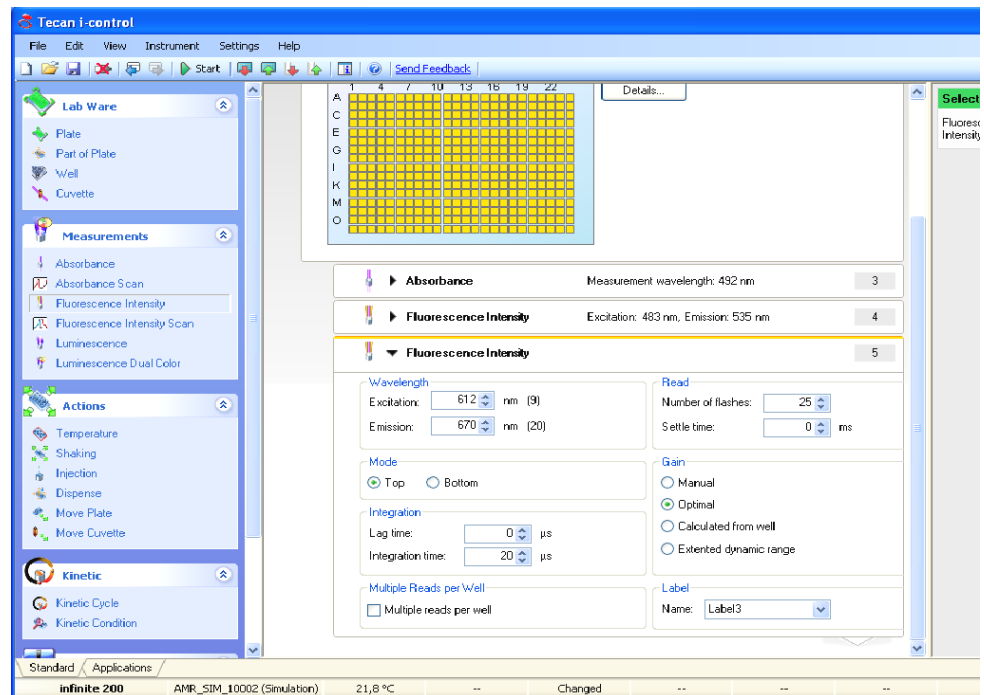 Tecan i-control
File Edit View Instrument Settings Help
Start Send Feedback
Lab Ware
Plate
Part of Plate
Well
Cuvette
Measurements
Absorbance
Absorbance Scan
Fluorescence Intensity
Fluorescence Intensity Scan
Luminescence
Luminescence Dual Color
Actions
Temperature
Shaking
Injection
Dispense
Move Plate
Move Cuvette
Kinetic
Kinetic Cycle
Kinetic Condition
1 4 7 10 13 16 19 22
A
C
E
G
I
K
M
O
Details...
Absorbance Measurement wavelength: 492 nm 3
Fluorescence Intensity Excitation: 483 nm, Emission: 535 nm 4
Fluorescence Intensity 5
Wavelength
Excitation: 612 nm (9)
Emission: 670 nm (20)
Read
Number of flashes: 25
Settle time: 0 ms
Mode
Top Bottom
Gain
Manual
Optimal
Calculated from well
Extented dynamic range
Integration
Lag time: 0 µs
Integration time: 20 µs
Multiple Reads per Well
Multiple reads per well
Label
Name: Label3
Select
Fluoresc
Intensity
Standard Applications
infinite 200 AMR_SIM_10002 (Simulation) 21,8 °C -- Changed -- -- --